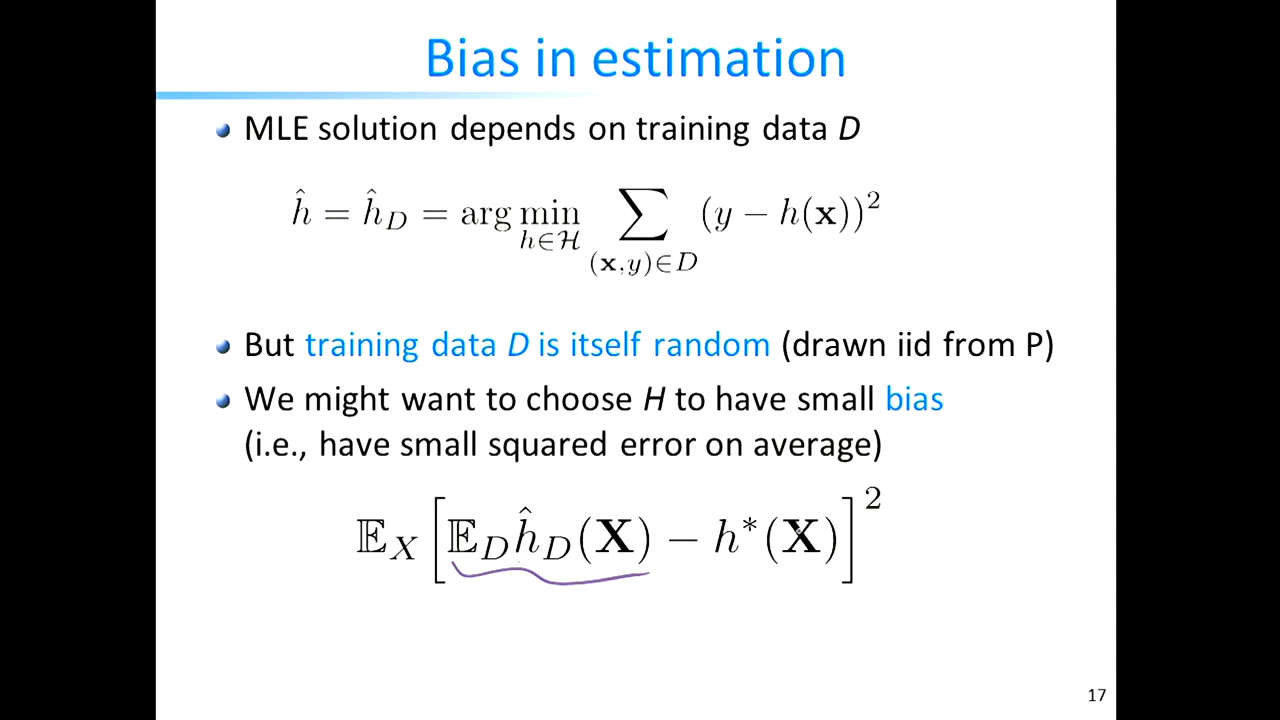 Bias in estimation
MLE solution depends on training data D
ĥ = ĥ_D = arg min_{h∈ℋ} ∑_{(𝐱,y)∈D} (y − h(𝐱))²
But training data D is itself random (drawn iid from P)
We might want to choose H to have small bias
(i.e., have small squared error on average)
𝔼_X [𝔼_D ĥ_D(𝐗) − h*(𝐗)]²
17